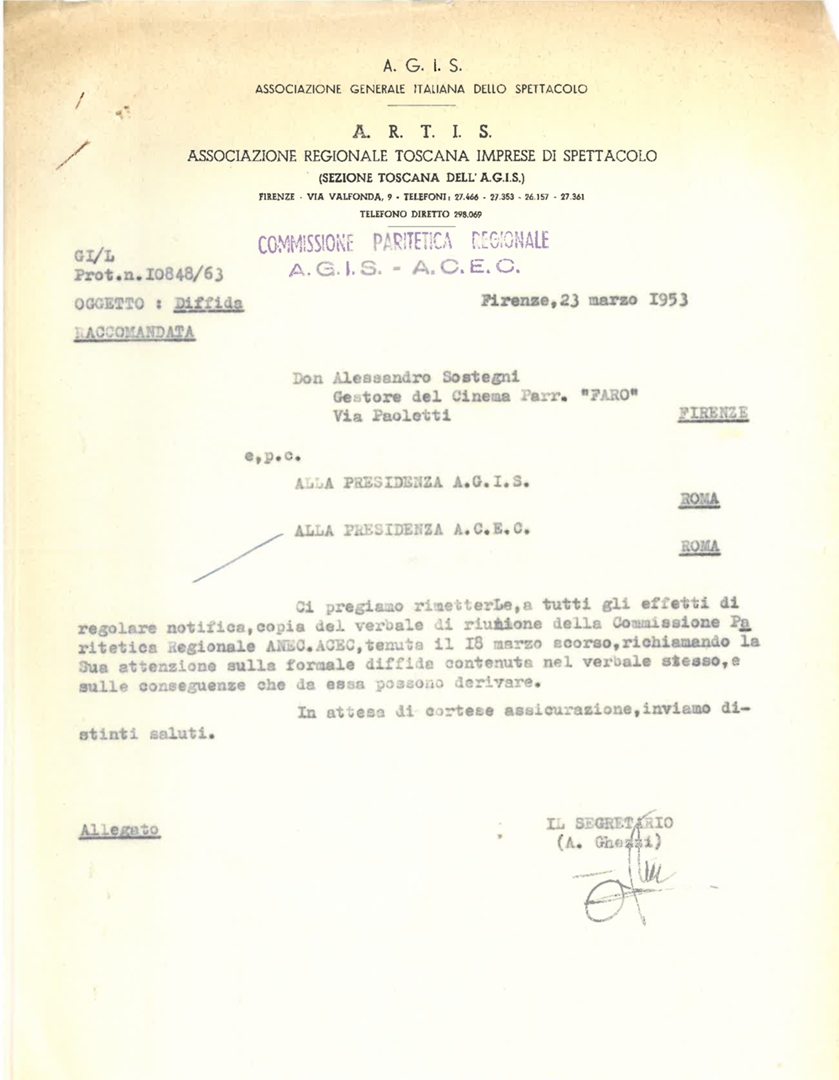 A. G. I. S.
ASSOCIAZIONE GENERALE ITALIANA DELLO SPETTACOLO
A. R. T. I. S.
ASSOCIAZIONE REGIONALE TOSCANA IMPRESE DI SPETTACOLO
(SEZIONE TOSCANA DELL' A.G.I.S.)
FIRENZE - VIA VALFONDA, 9 - TELEFONI: 27.466 - 27.353 - 26.157 - 27.361
TELEFONO DIRETTO 298.069
COMMISSIONE PARITETICA REGIONALE
A.G.I.S. - A.C.E.C.
GI/L
Prot.n.I0848/63
OGGETTO : Diffida
Firenze,23 marzo I953
RACCOMANDATA
Don Alessandro Sostegni
Gestore del Cinema Parr. "FARO"
Via Paoletti
FIRENZE
e,p.c.
ALLA PRESIDENZA A.G.I.S.
ROMA
ALLA PRESIDENZA A.C.E.C.
ROMA
Ci pregiamo rimetterLe,a tutti gli effetti di
regolare notifica,copia del verbale di riunione della Commissione Pa
ritetica Regionale ANEC.ACEC,tenuta il I8 marzo scorso,richiamando la
Sua attenzione sulla formale diffida contenuta nel verbale stesso,e
sulle conseguenze che da essa possono derivare.
In attesa di cortese assicurazione,inviamo di-
stinti saluti.
Allegato
IL SEGRETARIO
(A. Ghezzi)